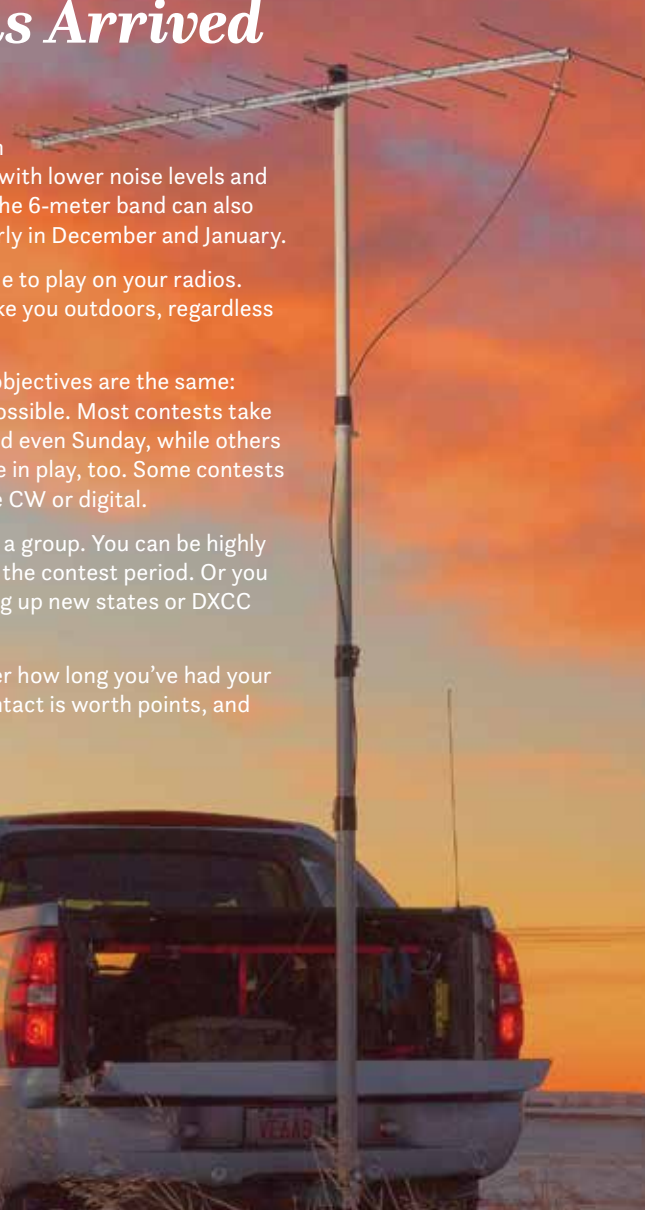 s Arrived
with lower noise levels and
he 6-meter band can also
rly in December and January.
e to play on your radios.
ke you outdoors, regardless
objectives are the same:
ossible. Most contests take
d even Sunday, while others
e in play, too. Some contests
e CW or digital.
a group. You can be highly
the contest period. Or you
g up new states or DXCC
er how long you’ve had your
ntact is worth points, and